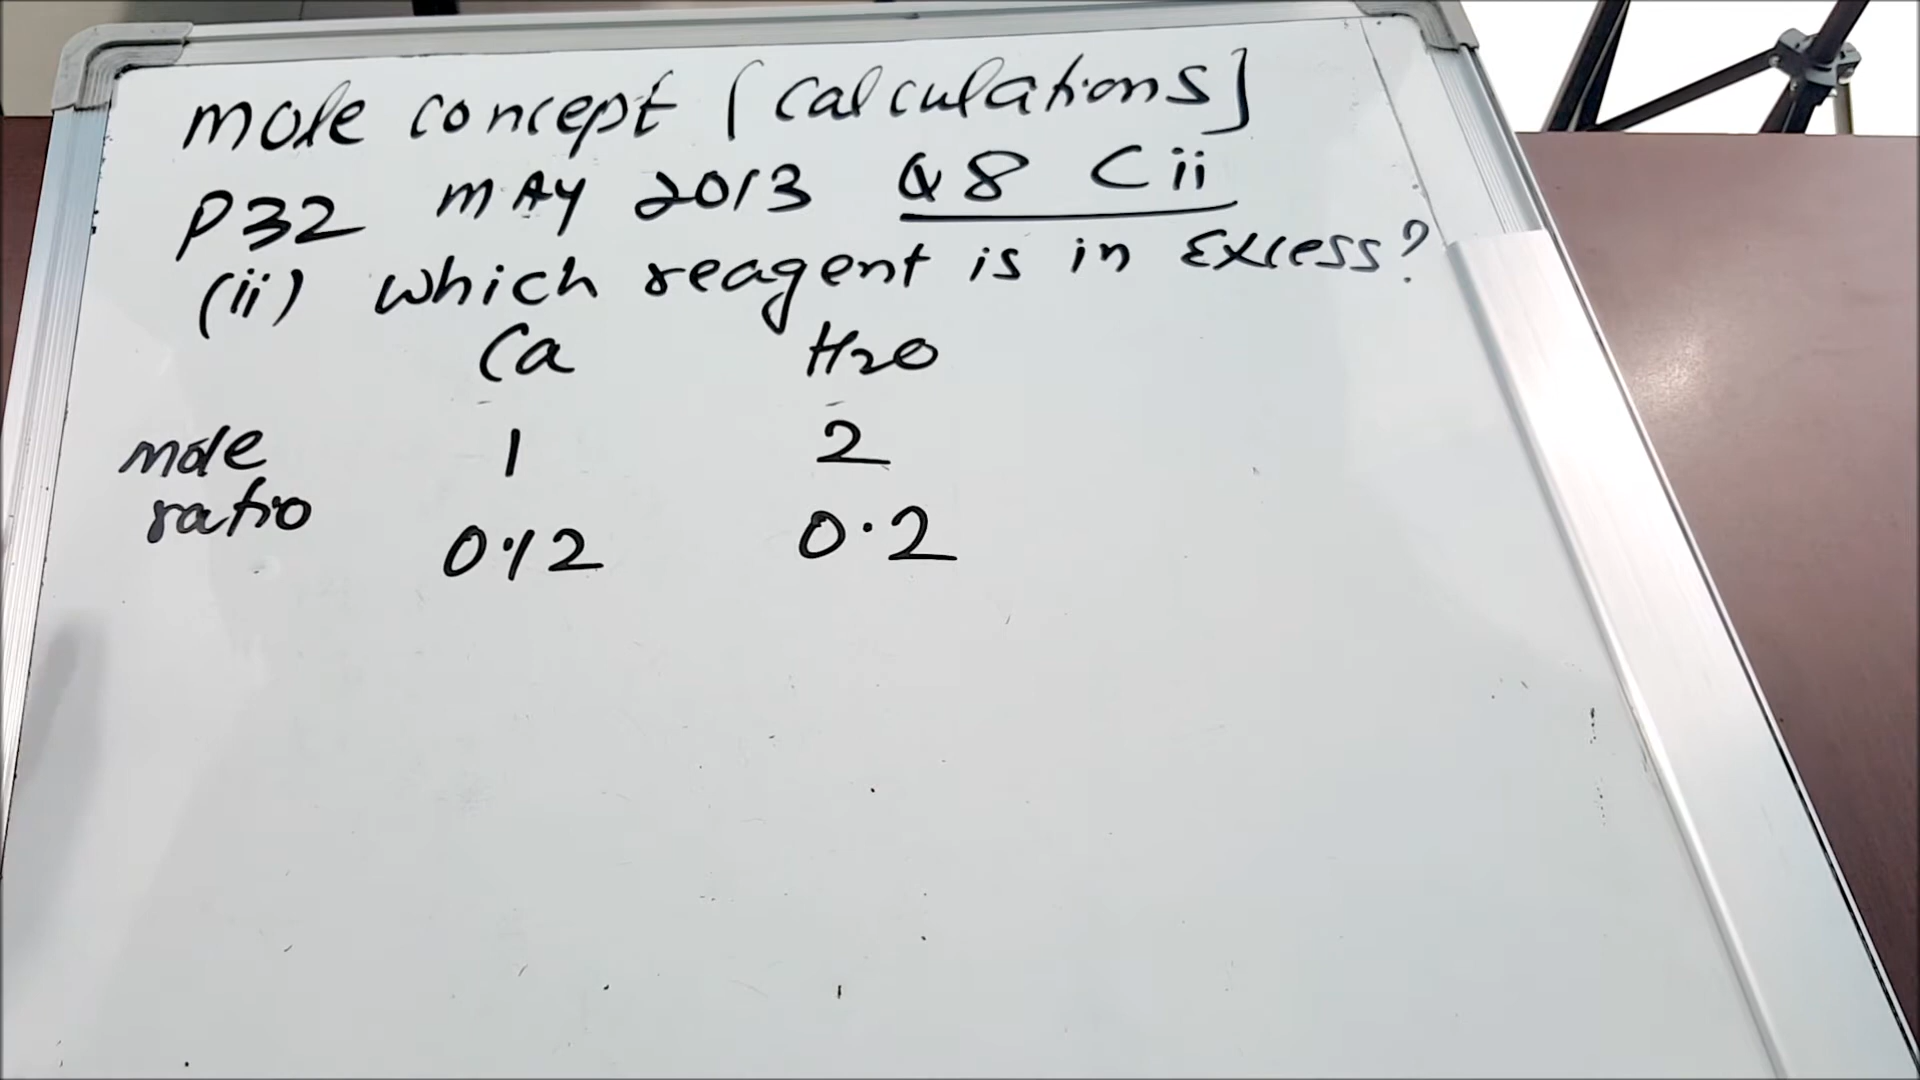 mole concept [calculations]
P32 MAY 2013 Q8 Cii
(ii) which reagent is in Excess?
Ca H2O
mole 1 2
ratio
0.12 0.2